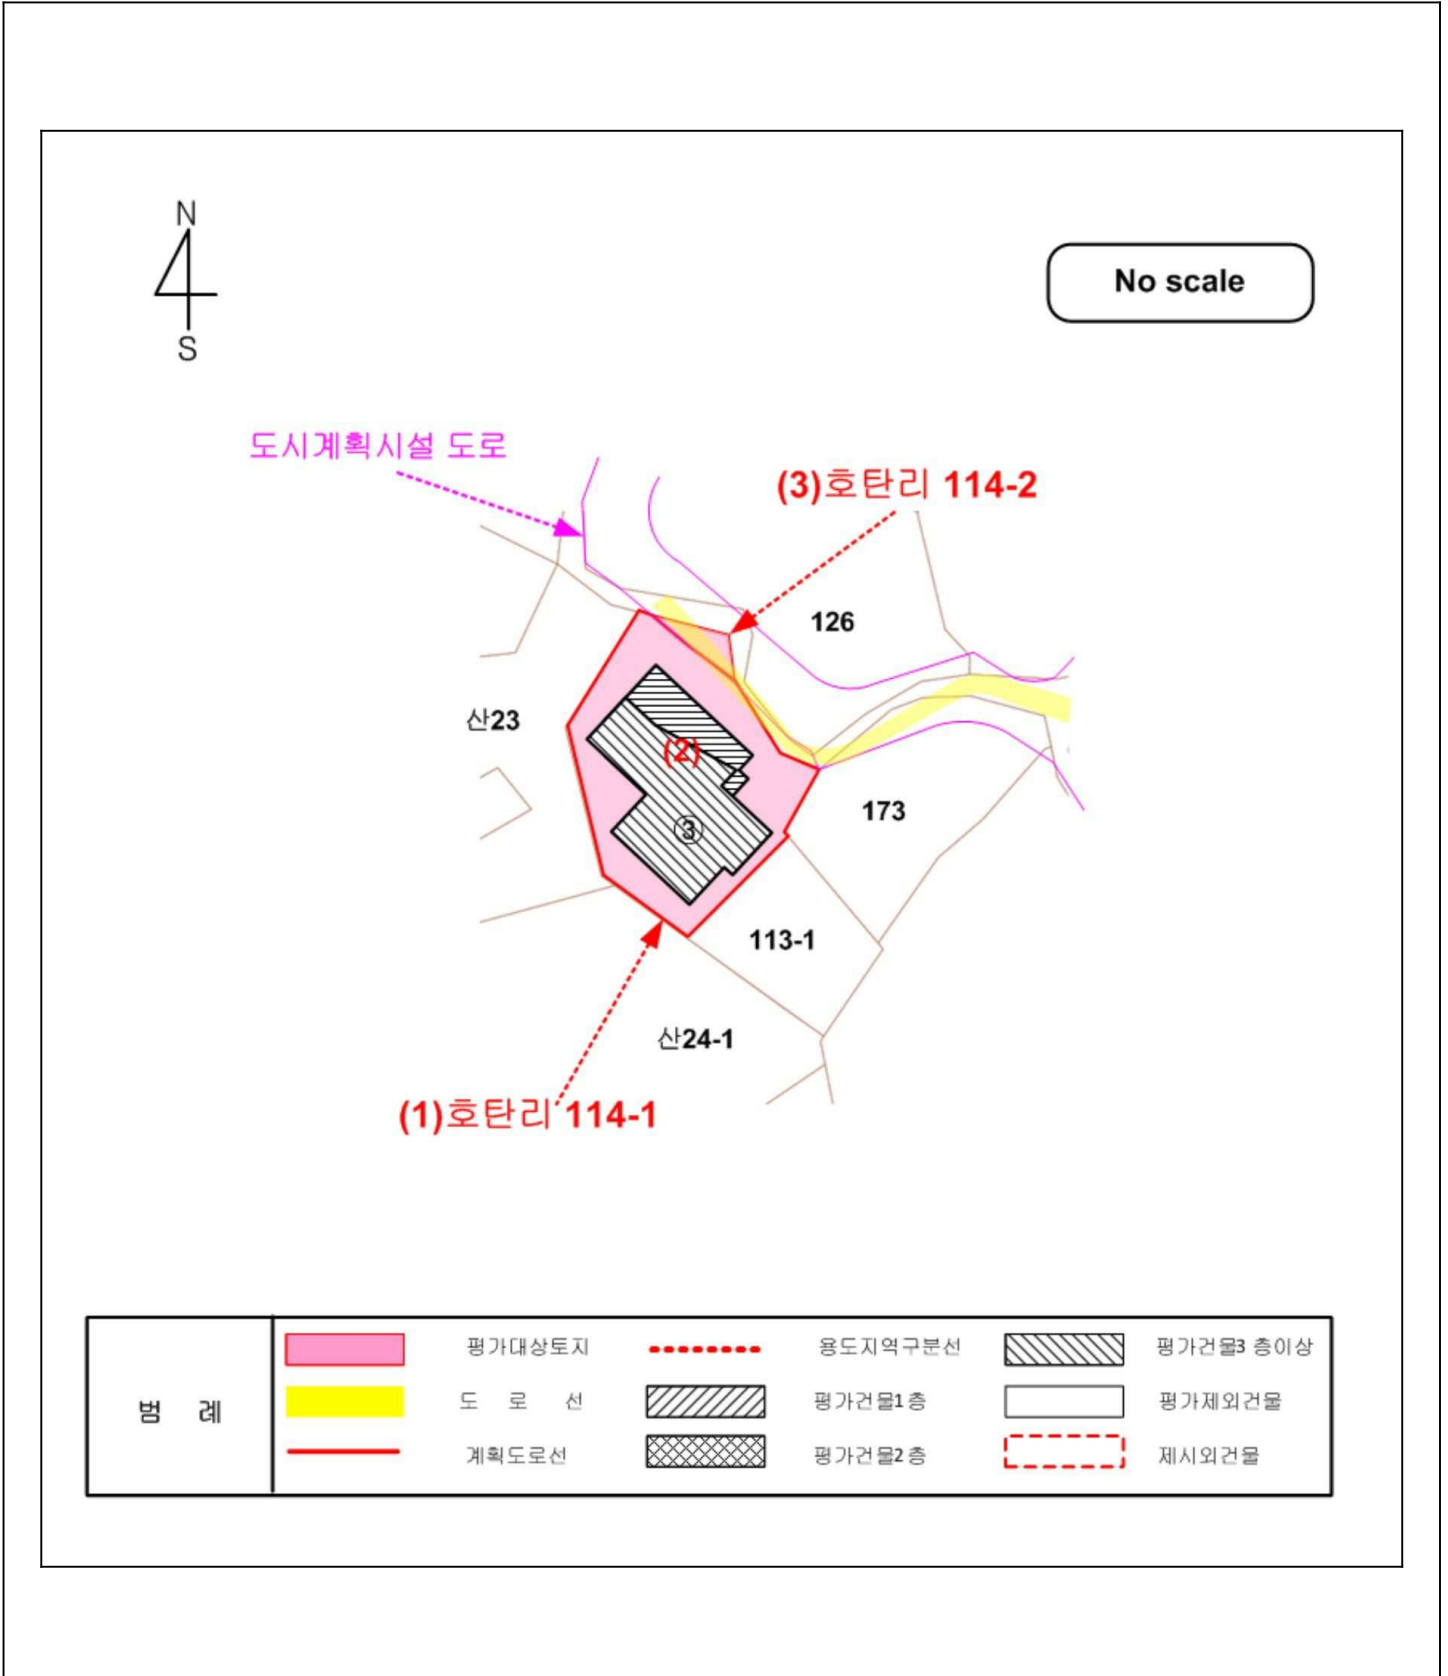 N
No scale
S
도시계획시설 도로
(3)호탄리 114-2
126
산23
(2)
173
③
113-1
산24-1
(1)호탄리 114-1
범 례
평가대상토지
용도지역구분선
평가건물3 층이상
도 로 선
평가건물1 층
평가제외건물
계획도로선
평가건물2 층
제시외건물